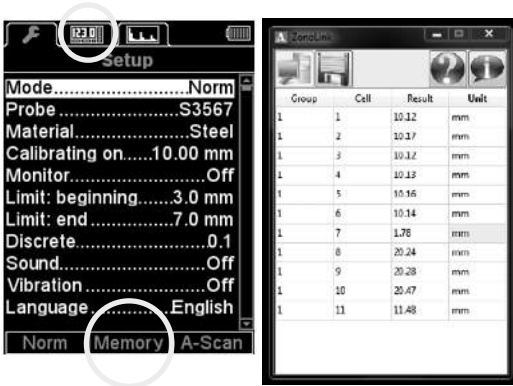 123.0
Setup
Mode..................Norm
Probe...................S3567
Material.................Steel
Calibrating on......10.00 mm
Monitor....................Off
Limit: beginning.......3.0 mm
Limit: end..............7.0 mm
Discrete....................0.1
Sound......................Off
Vibration...................Off
Language..............English
Norm Memory A-Scan
Group Cell Result Unit
1 1 10.12 mm
1 2 10.17 mm
1 3 10.12 mm
1 4 10.13 mm
1 5 10.16 mm
1 6 10.14 mm
1 7 1.78 mm
1 8 20.24 mm
1 9 20.28 mm
1 10 20.47 mm
1 11 11.48 mm